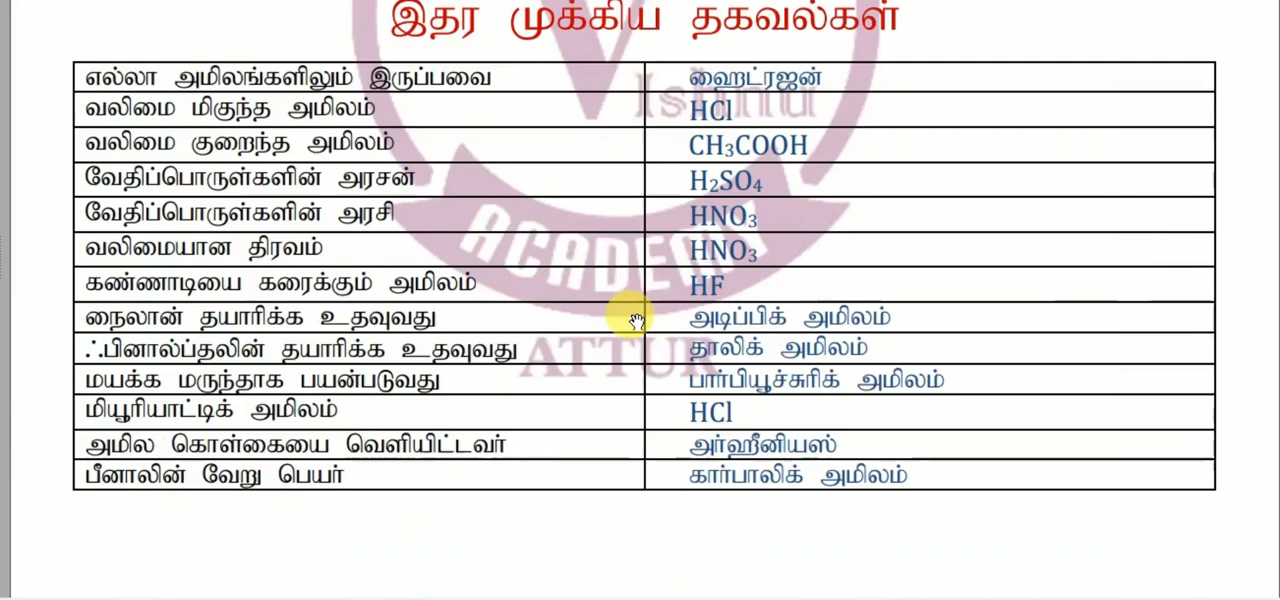 இதர முக்கிய தகவல்கள்
எல்லா அமிலங்களிலும் இருப்பவை ஹைட்ரஜன்
வலிமை மிகுந்த அமிலம் HCl
வலிமை குறைந்த அமிலம் CH₃COOH
வேதிப்பொருள்களின் அரசன் H₂SO₄
வேதிப்பொருள்களின் அரசி HNO₃
வலிமையான திரவம் HNO₃
கண்ணாடியை கரைக்கும் அமிலம் HF
நைலான் தயாரிக்க உதவுவது அடிப்பிக் அமிலம்
ஃபினால்ப்தலின் தயாரிக்க உதவுவது தாலிக் அமிலம்
மயக்க மருந்தாக பயன்படுவது பார்பியூச்சுரிக் அமிலம்
மியூரியாட்டிக் அமிலம் HCl
அமில கொள்கையை வெளியிட்டவர் அர்ஹீனியஸ்
பீனாலின் வேறு பெயர் கார்பாலிக் அமிலம்
Vishnu
ACADEMY
ATTUR